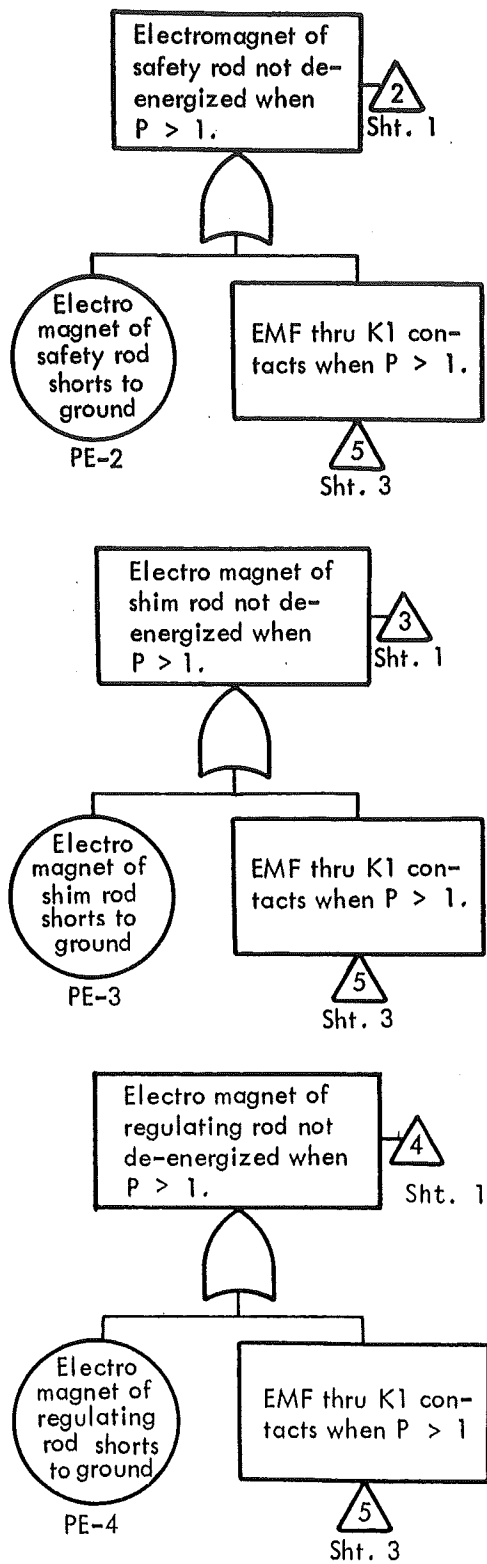 Electromagnet of
safety rod not de-
energized when
P > 1.
2
Sht. 1
Electro
magnet of
safety rod
shorts to
ground
PE-2
EMF thru K1 con-
tacts when P > 1.
5
Sht. 3
Electro magnet of
shim rod not de-
energized when
P > 1.
3
Sht. 1
Electro
magnet of
shim rod
shorts to
ground
PE-3
EMF thru K1 con-
tacts when P > 1.
5
Sht. 3
Electro magnet of
regulating rod not
de-energized when
P > 1.
4
Sht. 1
Electro
magnet of
regulating
rod shorts
to ground
PE-4
EMF thru K1 con-
tacts when P > 1
5
Sht. 3